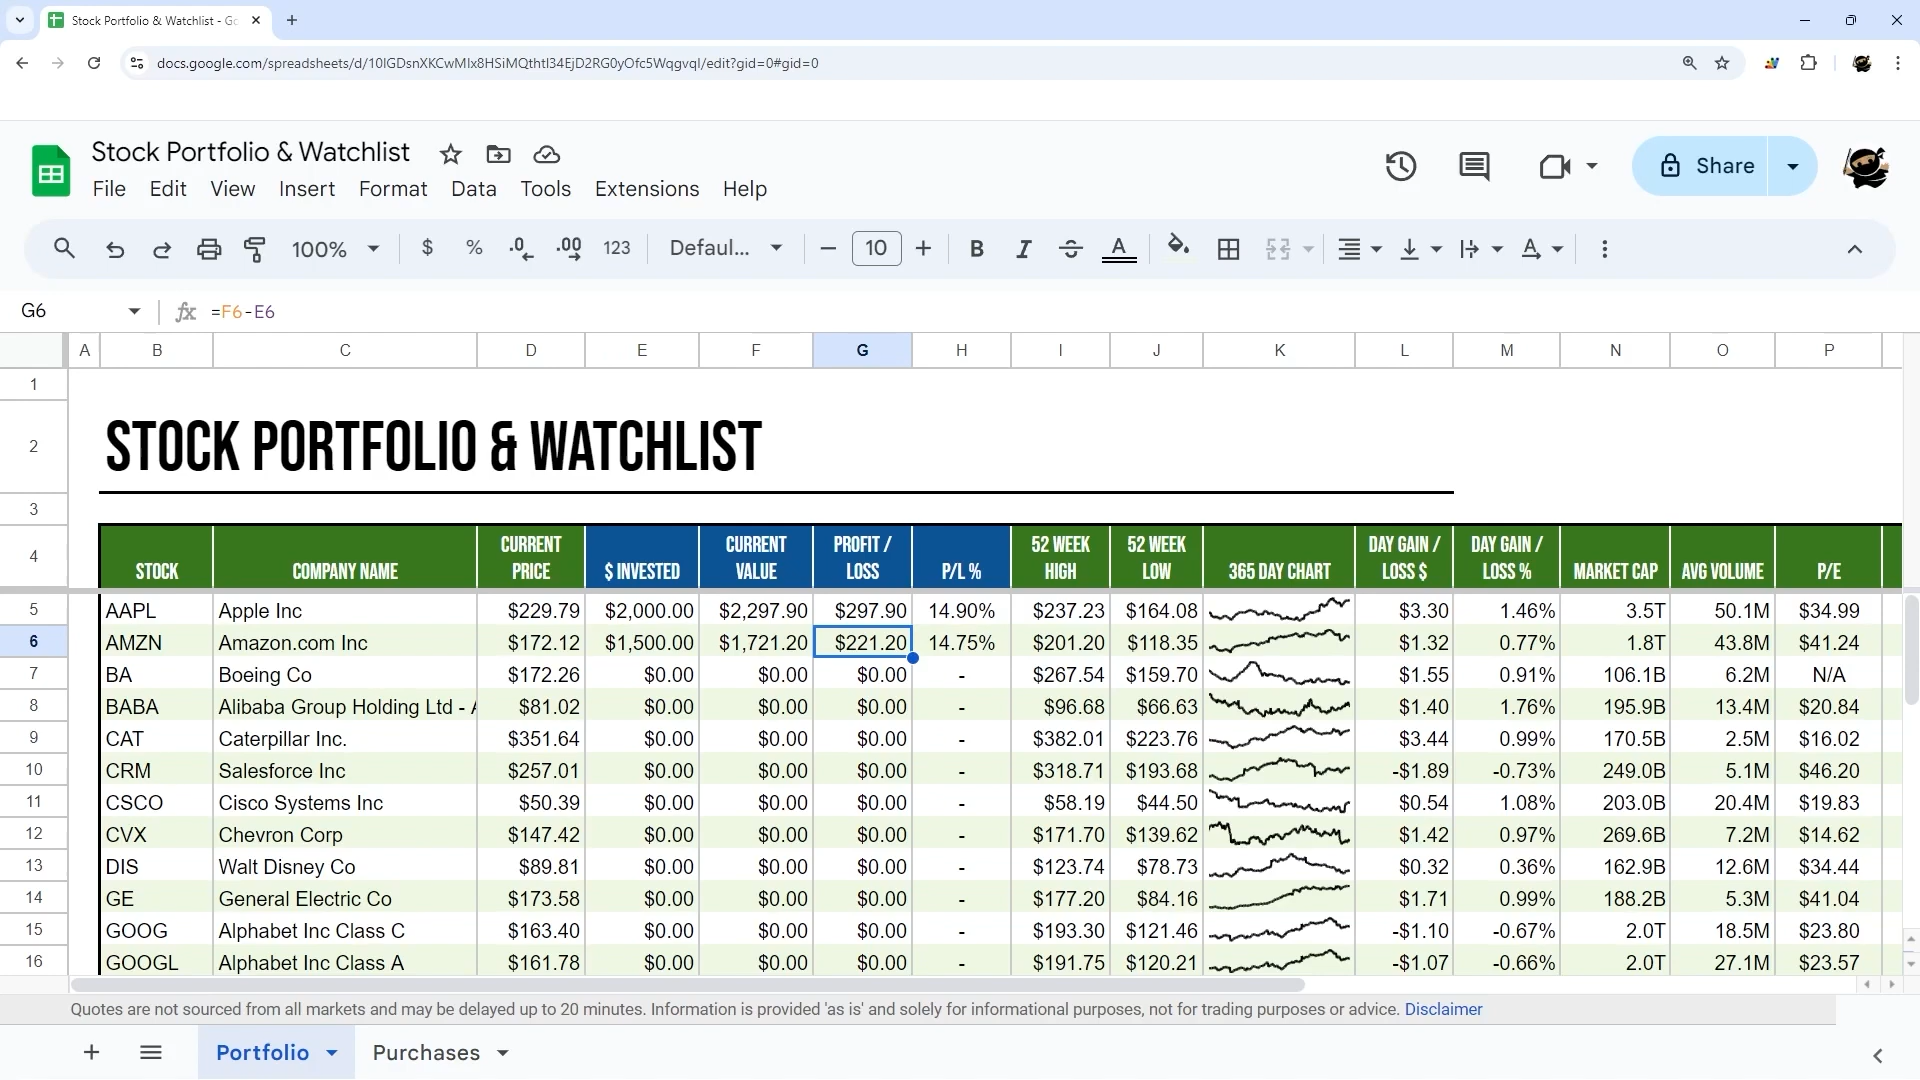 Stock Portfolio & Watchlist - Go
docs.google.com/spreadsheets/d/10IGDsnXKCwMIx8HSiMQthtI34EjD2RG0yOfc5WqgvqI/edit?gid=0#gid=0
Stock Portfolio & Watchlist
File Edit View Insert Format Data Tools Extensions Help
Share
100% $ % .0 .00 123 Defaul... 10 B I A
G6 fx =F6-E6
A B C D E F G H I J K L M N O P
1
2 STOCK PORTFOLIO & WATCHLIST
3
4 STOCK COMPANY NAME CURRENT PRICE $ INVESTED CURRENT VALUE PROFIT / LOSS P/L % 52 WEEK HIGH 52 WEEK LOW 365 DAY CHART DAY GAIN / LOSS $ DAY GAIN / LOSS % MARKET CAP AVG VOLUME P/E
5 AAPL Apple Inc $229.79 $2,000.00 $2,297.90 $297.90 14.90% $237.23 $164.08 $3.30 1.46% 3.5T 50.1M $34.99
6 AMZN Amazon.com Inc $172.12 $1,500.00 $1,721.20 $221.20 14.75% $201.20 $118.35 $1.32 0.77% 1.8T 43.8M $41.24
7 BA Boeing Co $172.26 $0.00 $0.00 $0.00 - $267.54 $159.70 $1.55 0.91% 106.1B 6.2M N/A
8 BABA Alibaba Group Holding Ltd - A $81.02 $0.00 $0.00 $0.00 - $96.68 $66.63 $1.40 1.76% 195.9B 13.4M $20.84
9 CAT Caterpillar Inc. $351.64 $0.00 $0.00 $0.00 - $382.01 $223.76 $3.44 0.99% 170.5B 2.5M $16.02
10 CRM Salesforce Inc $257.01 $0.00 $0.00 $0.00 - $318.71 $193.68 -$1.89 -0.73% 249.0B 5.1M $46.20
11 CSCO Cisco Systems Inc $50.39 $0.00 $0.00 $0.00 - $58.19 $44.50 $0.54 1.08% 203.0B 20.4M $19.83
12 CVX Chevron Corp $147.42 $0.00 $0.00 $0.00 - $171.70 $139.62 $1.42 0.97% 269.6B 7.2M $14.62
13 DIS Walt Disney Co $89.81 $0.00 $0.00 $0.00 - $123.74 $78.73 $0.32 0.36% 162.9B 12.6M $34.44
14 GE General Electric Co $173.58 $0.00 $0.00 $0.00 - $177.20 $84.16 $1.71 0.99% 188.2B 5.3M $41.04
15 GOOG Alphabet Inc Class C $163.40 $0.00 $0.00 $0.00 - $193.30 $121.46 -$1.10 -0.67% 2.0T 18.5M $23.80
16 GOOGL Alphabet Inc Class A $161.78 $0.00 $0.00 $0.00 - $191.75 $120.21 -$1.07 -0.66% 2.0T 27.1M $23.57
Quotes are not sourced from all markets and may be delayed up to 20 minutes. Information is provided 'as is' and solely for informational purposes, not for trading purposes or advice. Disclaimer
Portfolio Purchases